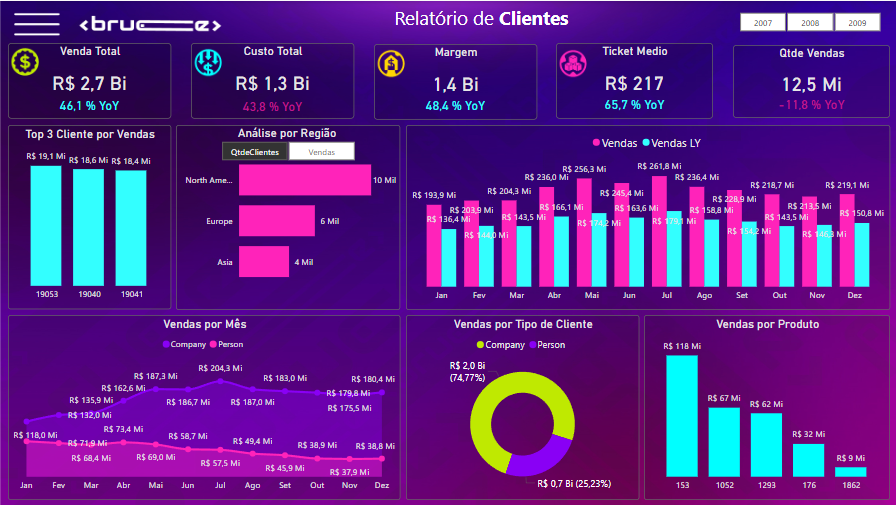 <bruce>
Relatório de Clientes
2007 2008 2009
Venda Total
R$ 2,7 Bi
46,1 % YoY
Custo Total
R$ 1,3 Bi
43,8 % YoY
Margem
1,4 Bi
48,4 % YoY
Ticket Medio
R$ 217
65,7 % YoY
Qtde Vendas
12,5 Mi
-11,8 % YoY
Top 3 Cliente por Vendas
R$ 19,1 Mi R$ 18,6 Mi R$ 18,4 Mi
19053 19040 19041
Análise por Região
QtdeClientes Vendas
North Ame... 10 Mil
Europe 6 Mil
Asia 4 Mil
Vendas Vendas LY
R$ 193,9 Mi R$ 203,9 Mi R$ 204,3 Mi R$ 236,0 Mi R$ 256,3 Mi R$ 245,4 Mi R$ 261,8 Mi R$ 236,4 Mi R$ 228,9 Mi R$ 218,7 Mi R$ 213,5 Mi R$ 219,1 Mi
R$ 136,4 Mi R$ 144,0 Mi R$ 143,5 Mi R$ 166,1 Mi R$ 174,2 Mi R$ 163,6 Mi R$ 179,1 Mi R$ 158,8 Mi R$ 154,2 Mi R$ 143,5 Mi R$ 146,3 Mi R$ 150,8 Mi
Jan Fev Mar Abr Mai Jun Jul Ago Set Out Nov Dez
Vendas por Mês
Company Person
R$ 118,0 Mi R$ 132,0 Mi R$ 135,9 Mi R$ 162,6 Mi R$ 187,3 Mi R$ 186,7 Mi R$ 204,3 Mi R$ 187,0 Mi R$ 183,0 Mi R$ 179,8 Mi R$ 175,5 Mi R$ 180,4 Mi
R$ 71,9 Mi R$ 68,4 Mi R$ 73,4 Mi R$ 69,0 Mi R$ 58,7 Mi R$ 57,5 Mi R$ 49,4 Mi R$ 45,9 Mi R$ 38,9 Mi R$ 37,9 Mi R$ 38,8 Mi
Jan Fev Mar Abr Mai Jun Jul Ago Set Out Nov Dez
Vendas por Tipo de Cliente
Company Person
R$ 2,0 Bi
(74,77%)
R$ 0,7 Bi (25,23%)
Vendas por Produto
R$ 118 Mi R$ 67 Mi R$ 62 Mi R$ 32 Mi R$ 9 Mi
153 1052 1293 176 1862